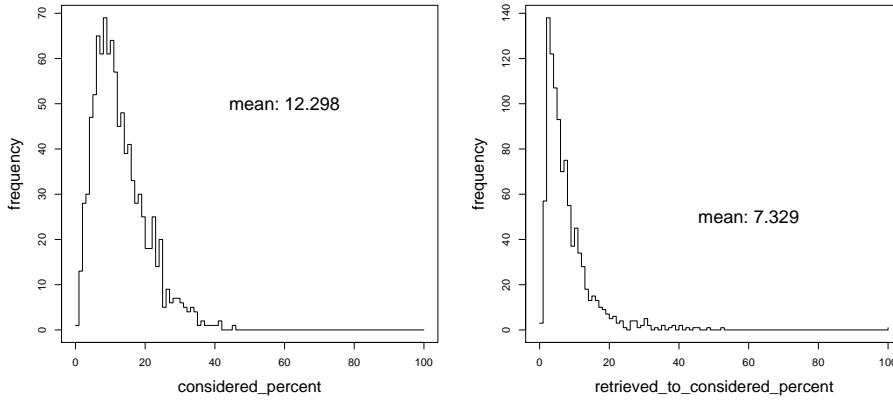 70
60
50
40
30
20
10
0
frequency
mean: 12.298
0 20 40 60 80 100
considered_percent
140
120
100
80
60
40
20
0
frequency
mean: 7.329
0 20 40 60 80 100
retrieved_to_considered_percent